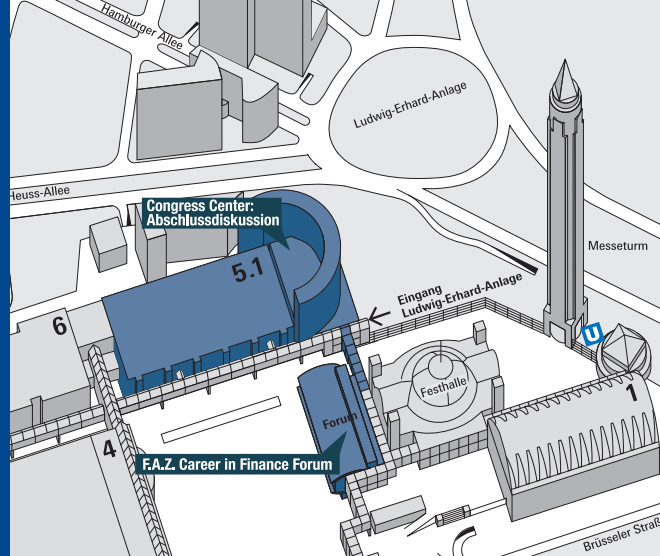 Hamburger Allee
Ludwig-Erhard-Anlage
Heuss-Allee
Congress Center:
Abschlussdiskussion
Messeturm
5.1
Eingang
Ludwig-Erhard-Anlage
6
U
Festhalle
1
Forum
4
F.A.Z. Career in Finance Forum
Brüsseler Straß